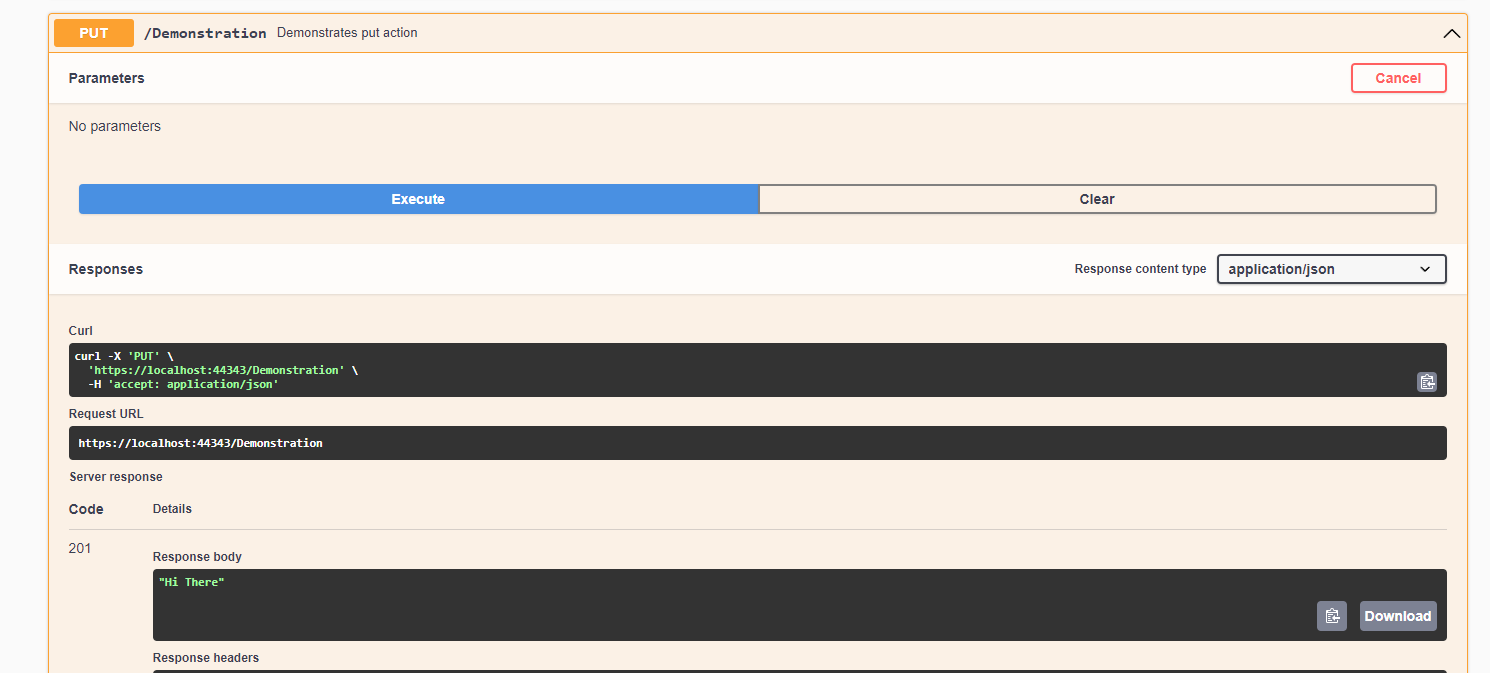 PUT /Demonstration Demonstrates put action
Parameters
Cancel
No parameters
Execute
Clear
Responses
Response content type
application/json
Curl
curl -X 'PUT' \
'https://localhost:44343/Demonstration' \
-H 'accept: application/json'
Request URL
https://localhost:44343/Demonstration
Server response
Code Details
201
Response body
"Hi There"
Download
Response headers